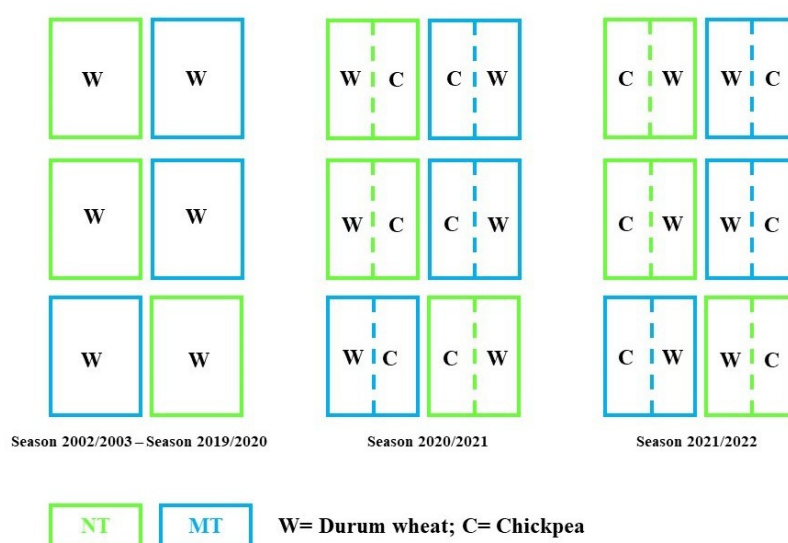 W W W C C W C W W C
W W W C C W C W W C
W W W C C W C W W C
Season 2002/2003 – Season 2019/2020 Season 2020/2021 Season 2021/2022
NT MT W= Durum wheat; C= Chickpea